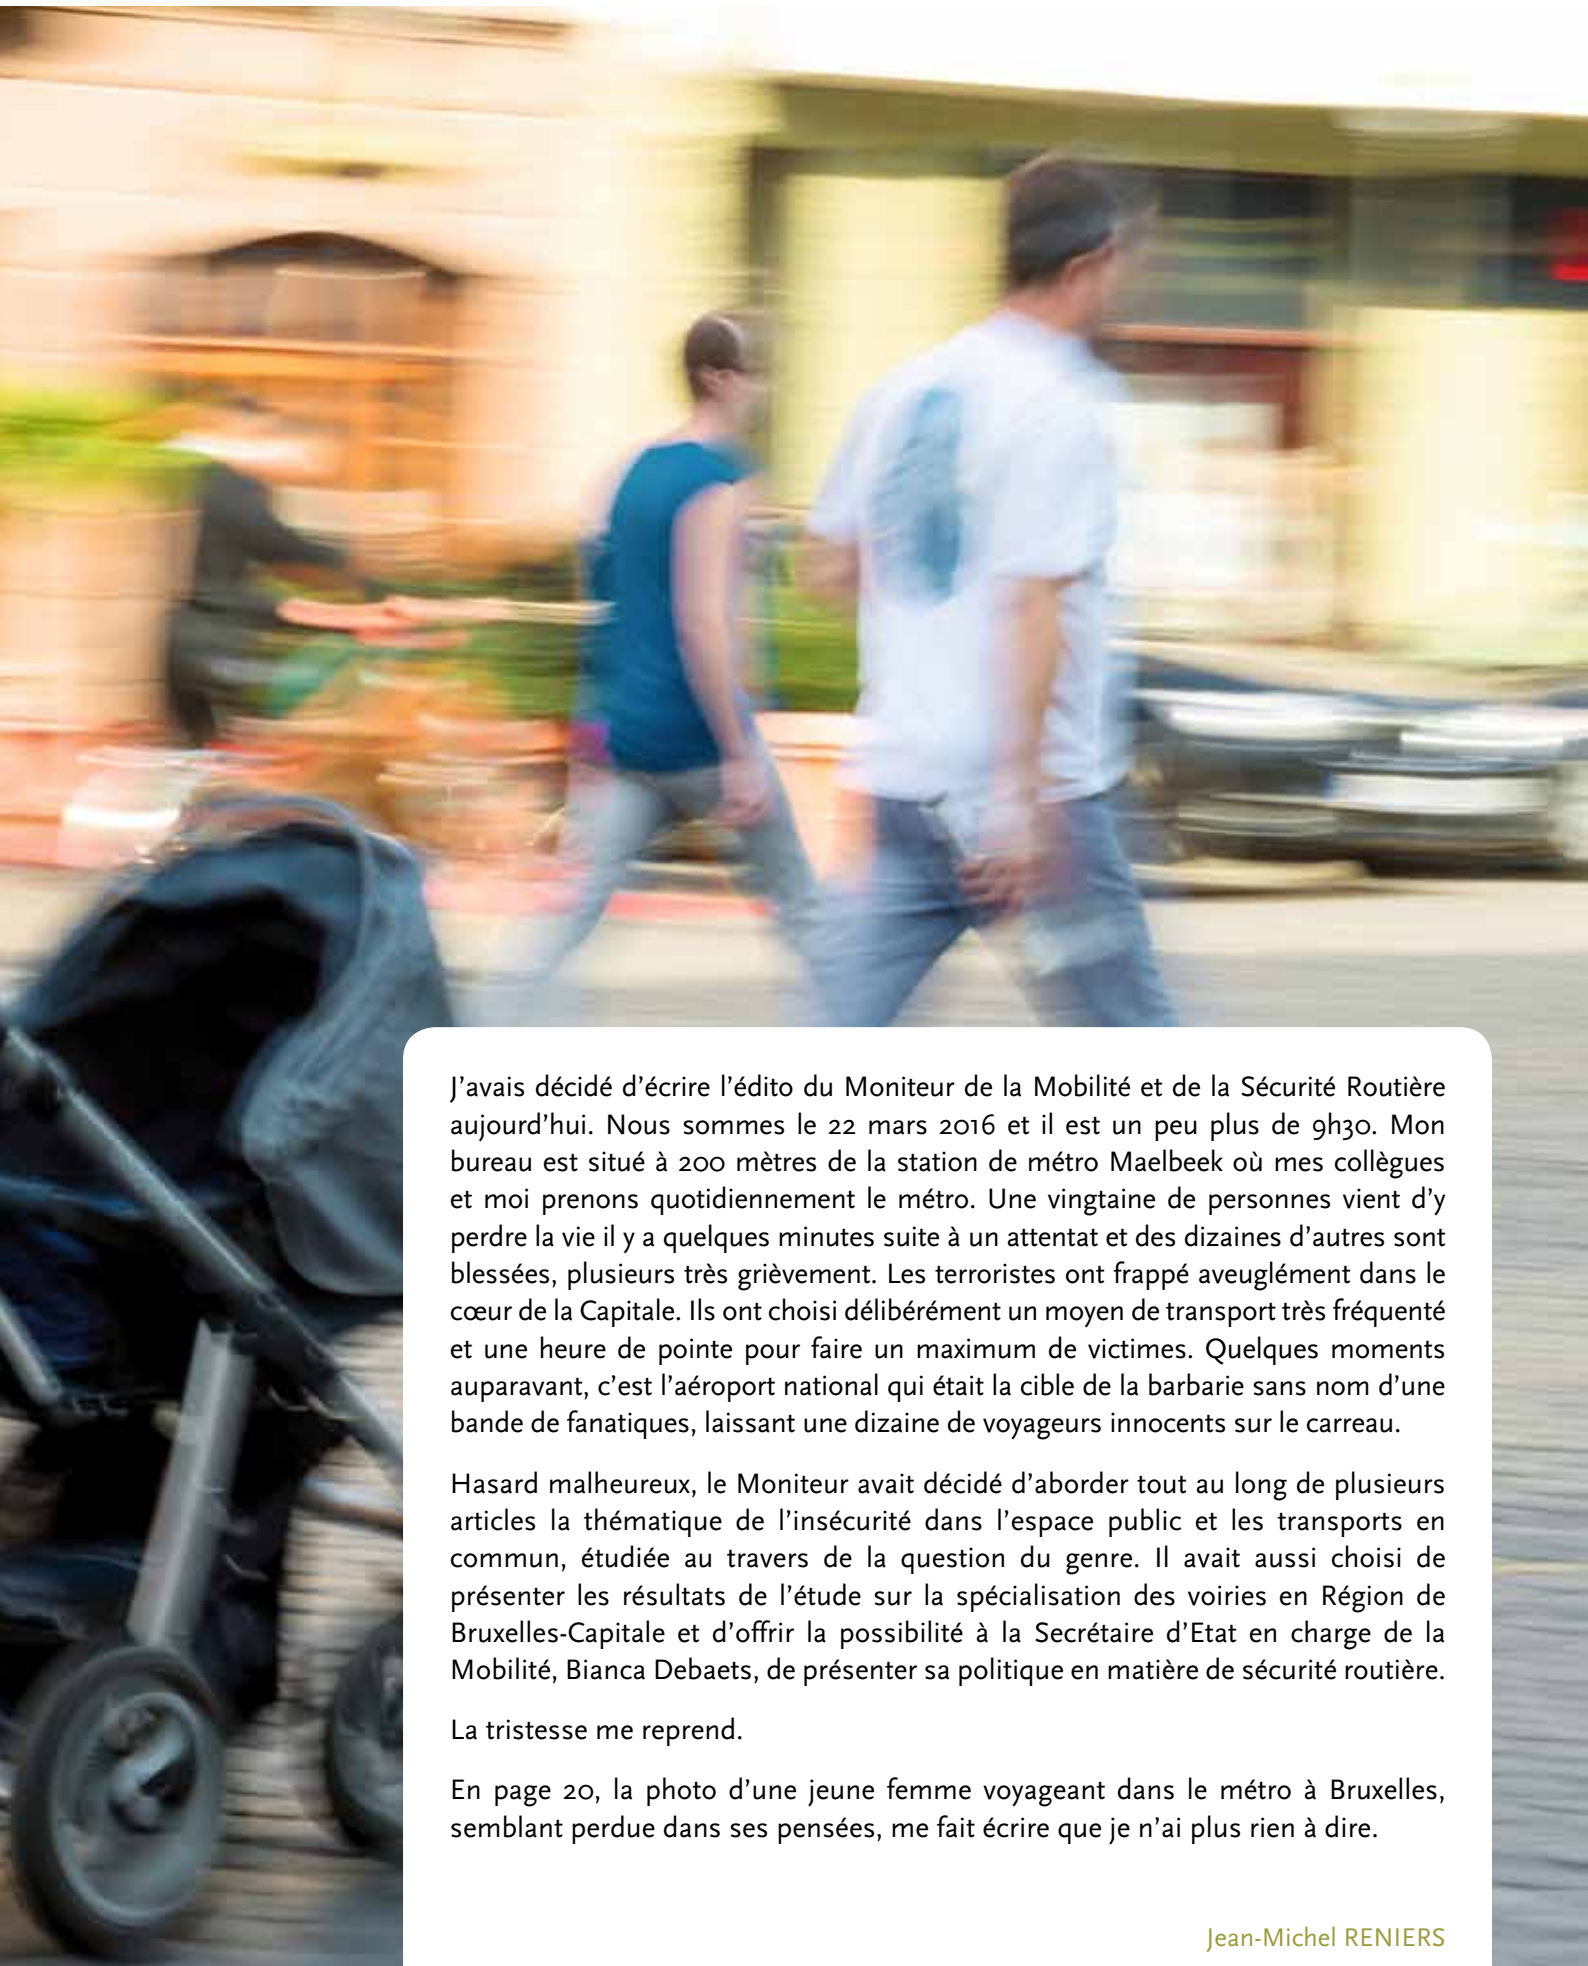 J’avais décidé d’écrire l’édito du Moniteur de la Mobilité et de la Sécurité Routière
aujourd’hui. Nous sommes le 22 mars 2016 et il est un peu plus de 9h30. Mon
bureau est situé à 200 mètres de la station de métro Maelbeek où mes collègues
et moi prenons quotidiennement le métro. Une vingtaine de personnes vient d’y
perdre la vie il y a quelques minutes suite à un attentat et des dizaines d’autres sont
blessées, plusieurs très grièvement. Les terroristes ont frappé aveuglément dans le
cœur de la Capitale. Ils ont choisi délibérément un moyen de transport très fréquenté
et une heure de pointe pour faire un maximum de victimes. Quelques moments
auparavant, c’est l’aéroport national qui était la cible de la barbarie sans nom d’une
bande de fanatiques, laissant une dizaine de voyageurs innocents sur le carreau.
Hasard malheureux, le Moniteur avait décidé d’aborder tout au long de plusieurs
articles la thématique de l’insécurité dans l’espace public et les transports en
commun, étudiée au travers de la question du genre. Il avait aussi choisi de
présenter les résultats de l’étude sur la spécialisation des voiries en Région de
Bruxelles-Capitale et d’offrir la possibilité à la Secrétaire d’Etat en charge de la
Mobilité, Bianca Debaets, de présenter sa politique en matière de sécurité routière.
La tristesse me reprend.
En page 20, la photo d’une jeune femme voyageant dans le métro à Bruxelles,
semblant perdue dans ses pensées, me fait écrire que je n’ai plus rien à dire.
Jean-Michel RENIERS